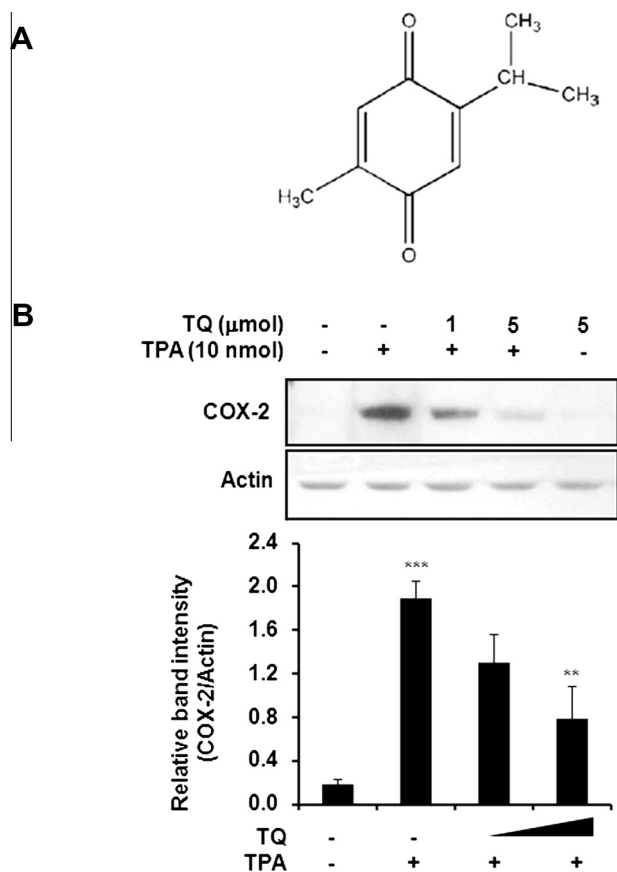 A
O
CH₃
CH
CH₃
H₃C
O
B
TQ (μmol) - - 1 5 5
TPA (10 nmol) - + + + -
COX-2
Actin
Relative band intensity
(COX-2/Actin)
2.4
2.0
1.6
1.2
0.8
0.4
0.0
***
**
TQ - -
TPA - + + +